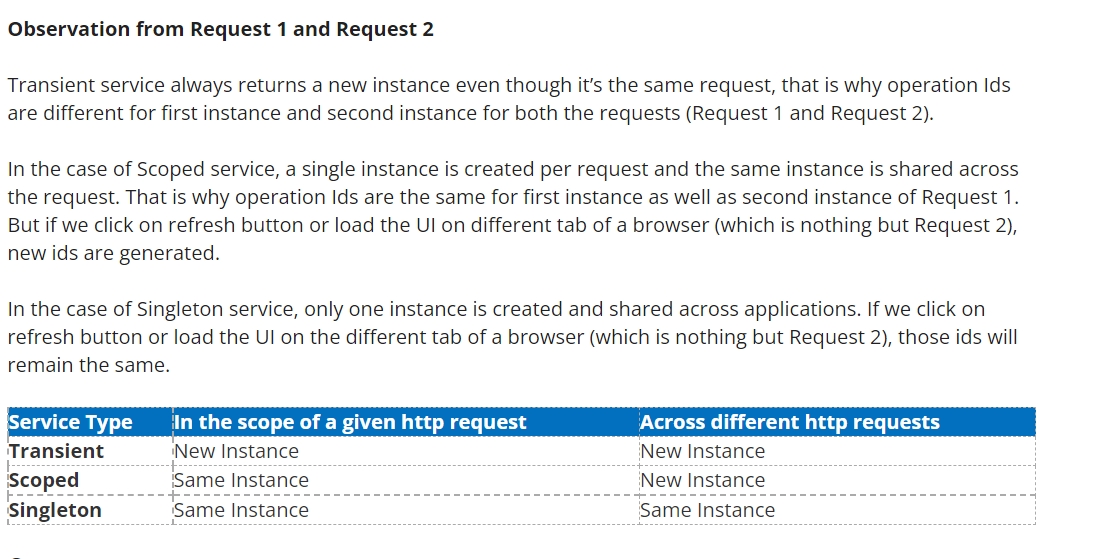 Observation from Request 1 and Request 2
Transient service always returns a new instance even though it’s the same request, that is why operation Ids
are different for first instance and second instance for both the requests (Request 1 and Request 2).
In the case of Scoped service, a single instance is created per request and the same instance is shared across
the request. That is why operation Ids are the same for first instance as well as second instance of Request 1.
But if we click on refresh button or load the UI on different tab of a browser (which is nothing but Request 2),
new ids are generated.
In the case of Singleton service, only one instance is created and shared across applications. If we click on
refresh button or load the UI on the different tab of a browser (which is nothing but Request 2), those ids will
remain the same.
Service Type In the scope of a given http request Across different http requests
Transient New Instance New Instance
Scoped Same Instance New Instance
Singleton Same Instance Same Instance